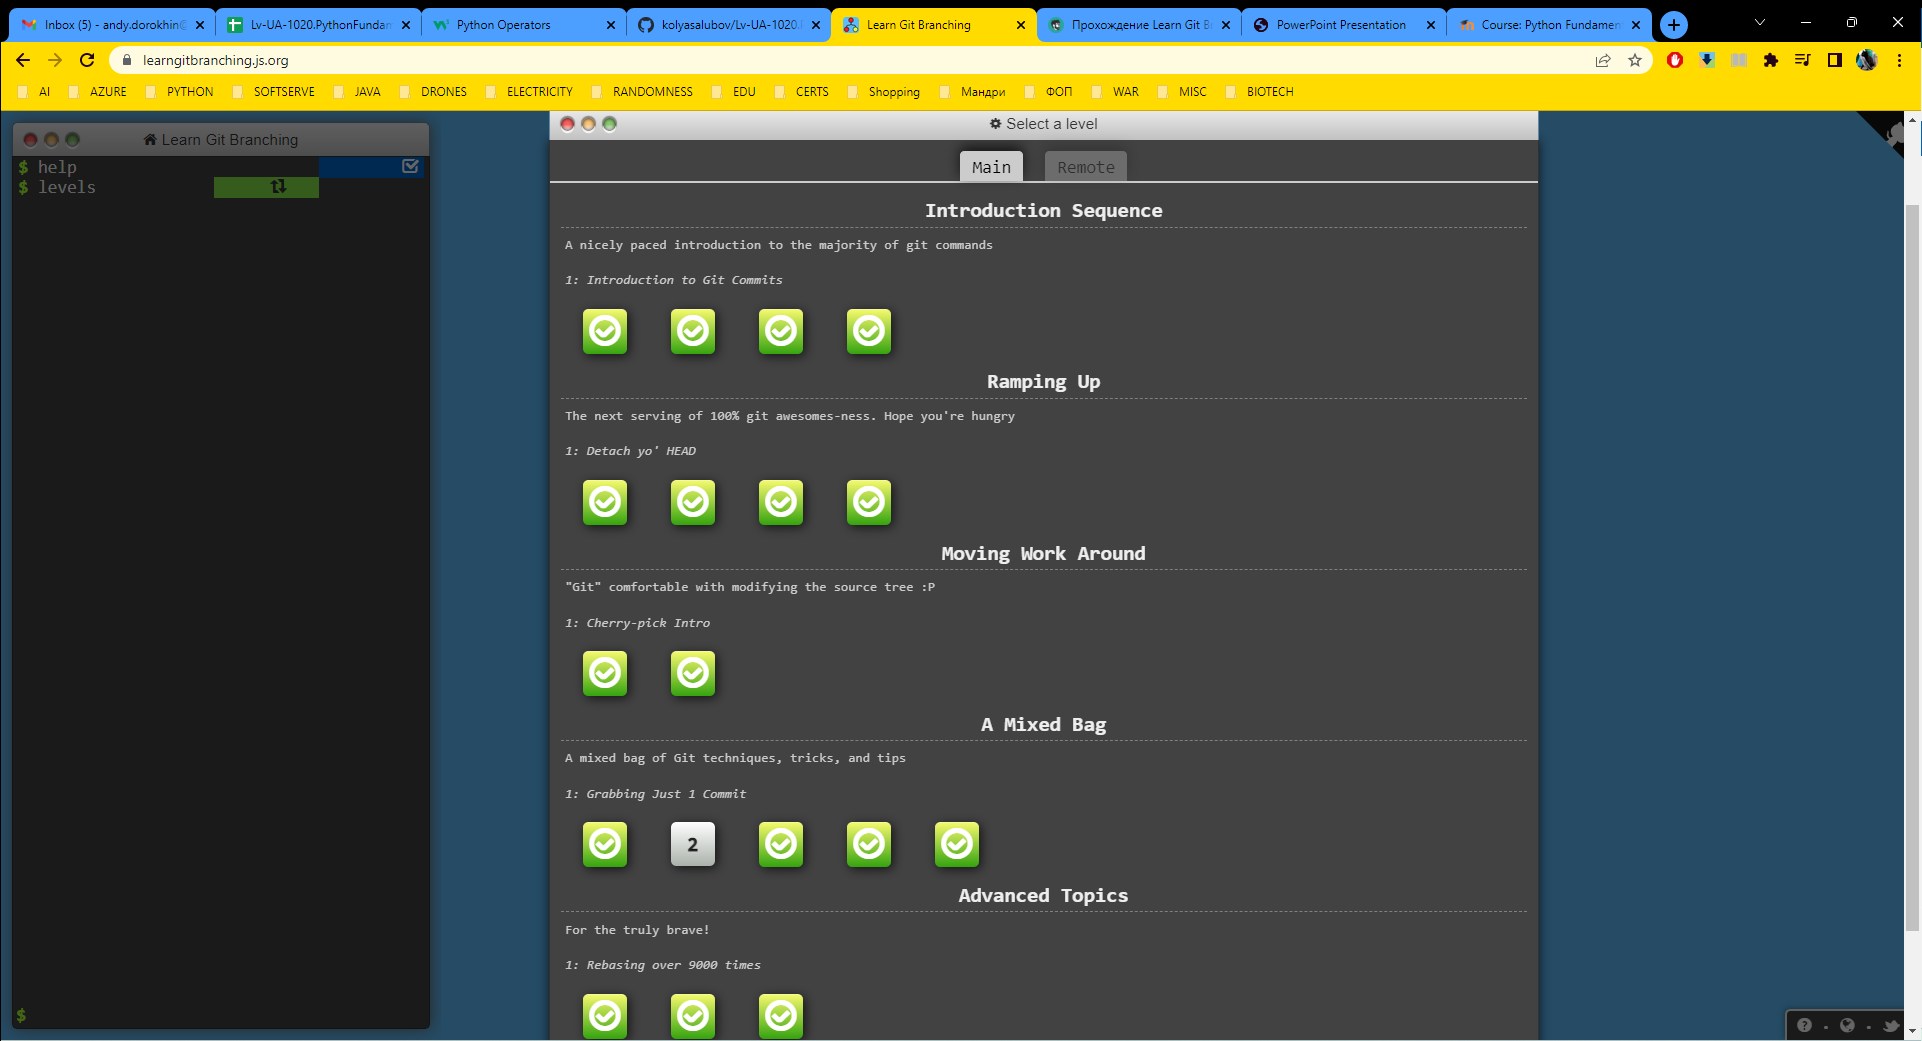 Inbox (5) - andy.dorokhin@
Lv-UA-1020.PythonFundam
Python Operators
kolyasalubov/Lv-UA-1020.
Learn Git Branching
Прохождение Learn Git B
PowerPoint Presentation
Course: Python Fundamen
learngitbranching.js.org
AI
AZURE
PYTHON
SOFTSERVE
JAVA
DRONES
ELECTRICITY
RANDOMNESS
EDU
CERTS
Shopping
Мандри
ФОП
WAR
MISC
BIOTECH
Learn Git Branching
$ help
$ levels
$
Select a level
Main
Remote
Introduction Sequence
A nicely paced introduction to the majority of git commands
1: Introduction to Git Commits
Ramping Up
The next serving of 100% git awesomes-ness. Hope you're hungry
1: Detach yo' HEAD
Moving Work Around
"Git" comfortable with modifying the source tree :P
1: Cherry-pick Intro
A Mixed Bag
A mixed bag of Git techniques, tricks, and tips
1: Grabbing Just 1 Commit
2
Advanced Topics
For the truly brave!
1: Rebasing over 9000 times